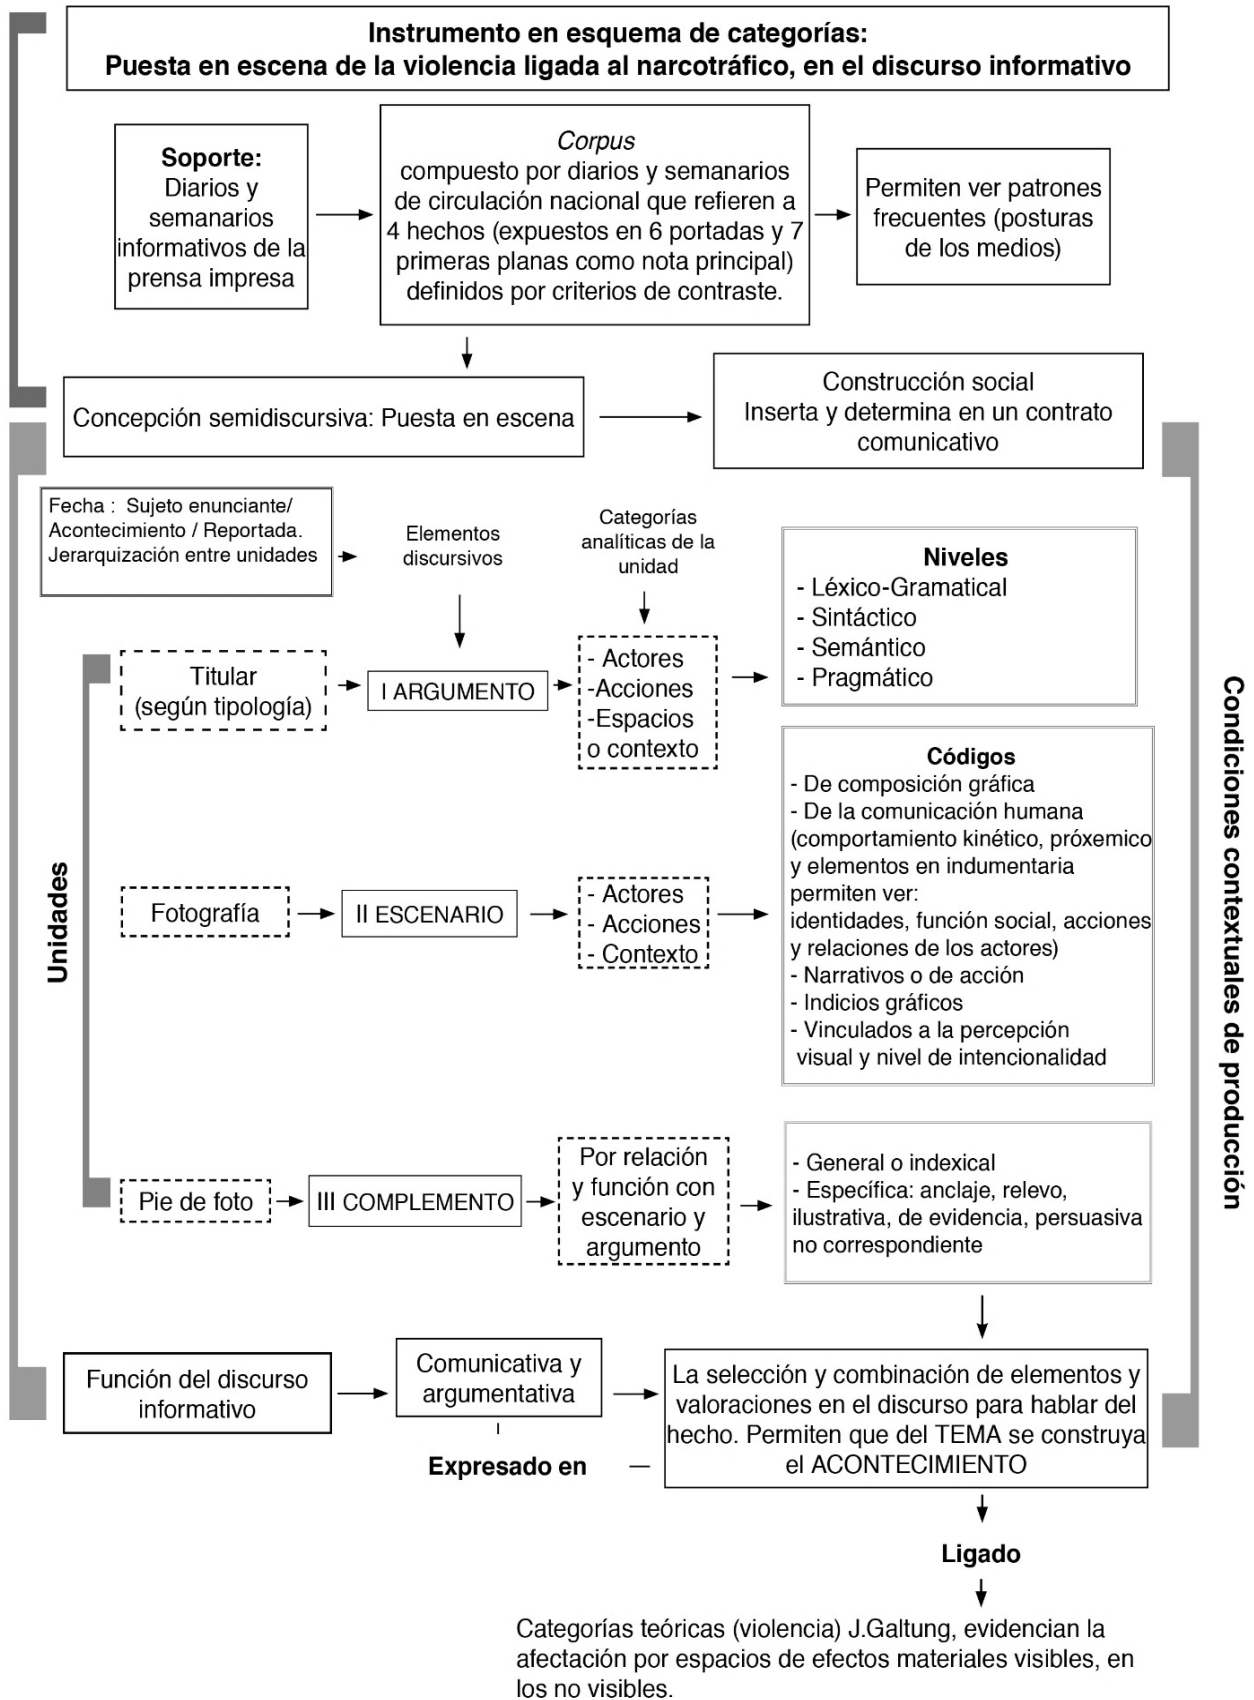 Instrumento en esquema de categorías:
Puesta en escena de la violencia ligada al narcotráfico, en el discurso informativo
Soporte:
Diarios y
semanarios
informativos de la
prensa impresa
Corpus
compuesto por diarios y semanarios
de circulación nacional que refieren a
4 hechos (expuestos en 6 portadas y 7
primeras planas como nota principal)
definidos por criterios de contraste.
Permiten ver patrones
frecuentes (posturas
de los medios)
Concepción semidiscursiva: Puesta en escena
Construcción social
Inserta y determina en un contrato
comunicativo
Fecha : Sujeto enunciante/
Acontecimiento / Reportada.
Jerarquización entre unidades
Elementos
discursivos
Categorías
analíticas de la
unidad
Niveles
- Léxico-Gramatical
- Sintáctico
- Semántico
- Pragmático
Unidades
Titular
(según tipología)
I ARGUMENTO
- Actores
-Acciones
-Espacios
o contexto
Códigos
- De composición gráfica
- De la comunicación humana
(comportamiento kinético, próxemico
y elementos en indumentaria
permiten ver:
identidades, función social, acciones
y relaciones de los actores)
- Narrativos o de acción
- Indicios gráficos
- Vinculados a la percepción
visual y nivel de intencionalidad
Fotografía
II ESCENARIO
- Actores
- Acciones
- Contexto
Pie de foto
III COMPLEMENTO
Por relación
y función con
escenario y
argumento
- General o indexical
- Específica: anclaje, relevo,
ilustrativa, de evidencia, persuasiva
no correspondiente
Condiciones contextuales de producción
Función del discurso
informativo
Comunicativa y
argumentativa
Expresado en
La selección y combinación de elementos y
valoraciones en el discurso para hablar del
hecho. Permiten que del TEMA se construya
el ACONTECIMIENTO
Ligado
Categorías teóricas (violencia) J.Galtung, evidencian la
afectación por espacios de efectos materiales visibles, en
los no visibles.